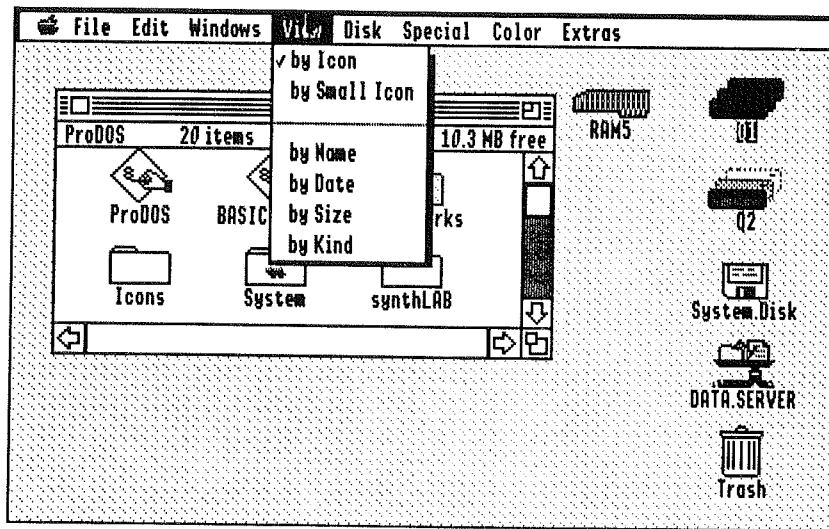 File Edit Windows View Disk Special Color Extras
✓ by Icon
by Small Icon
by Name
by Date
by Size
by Kind
ProDOS 20 items 10.3 MB free
ProDOS BASIC rks
Icons System synthLAB
RAM5
Q1
Q2
System.Disk
DATA.SERVER
Trash